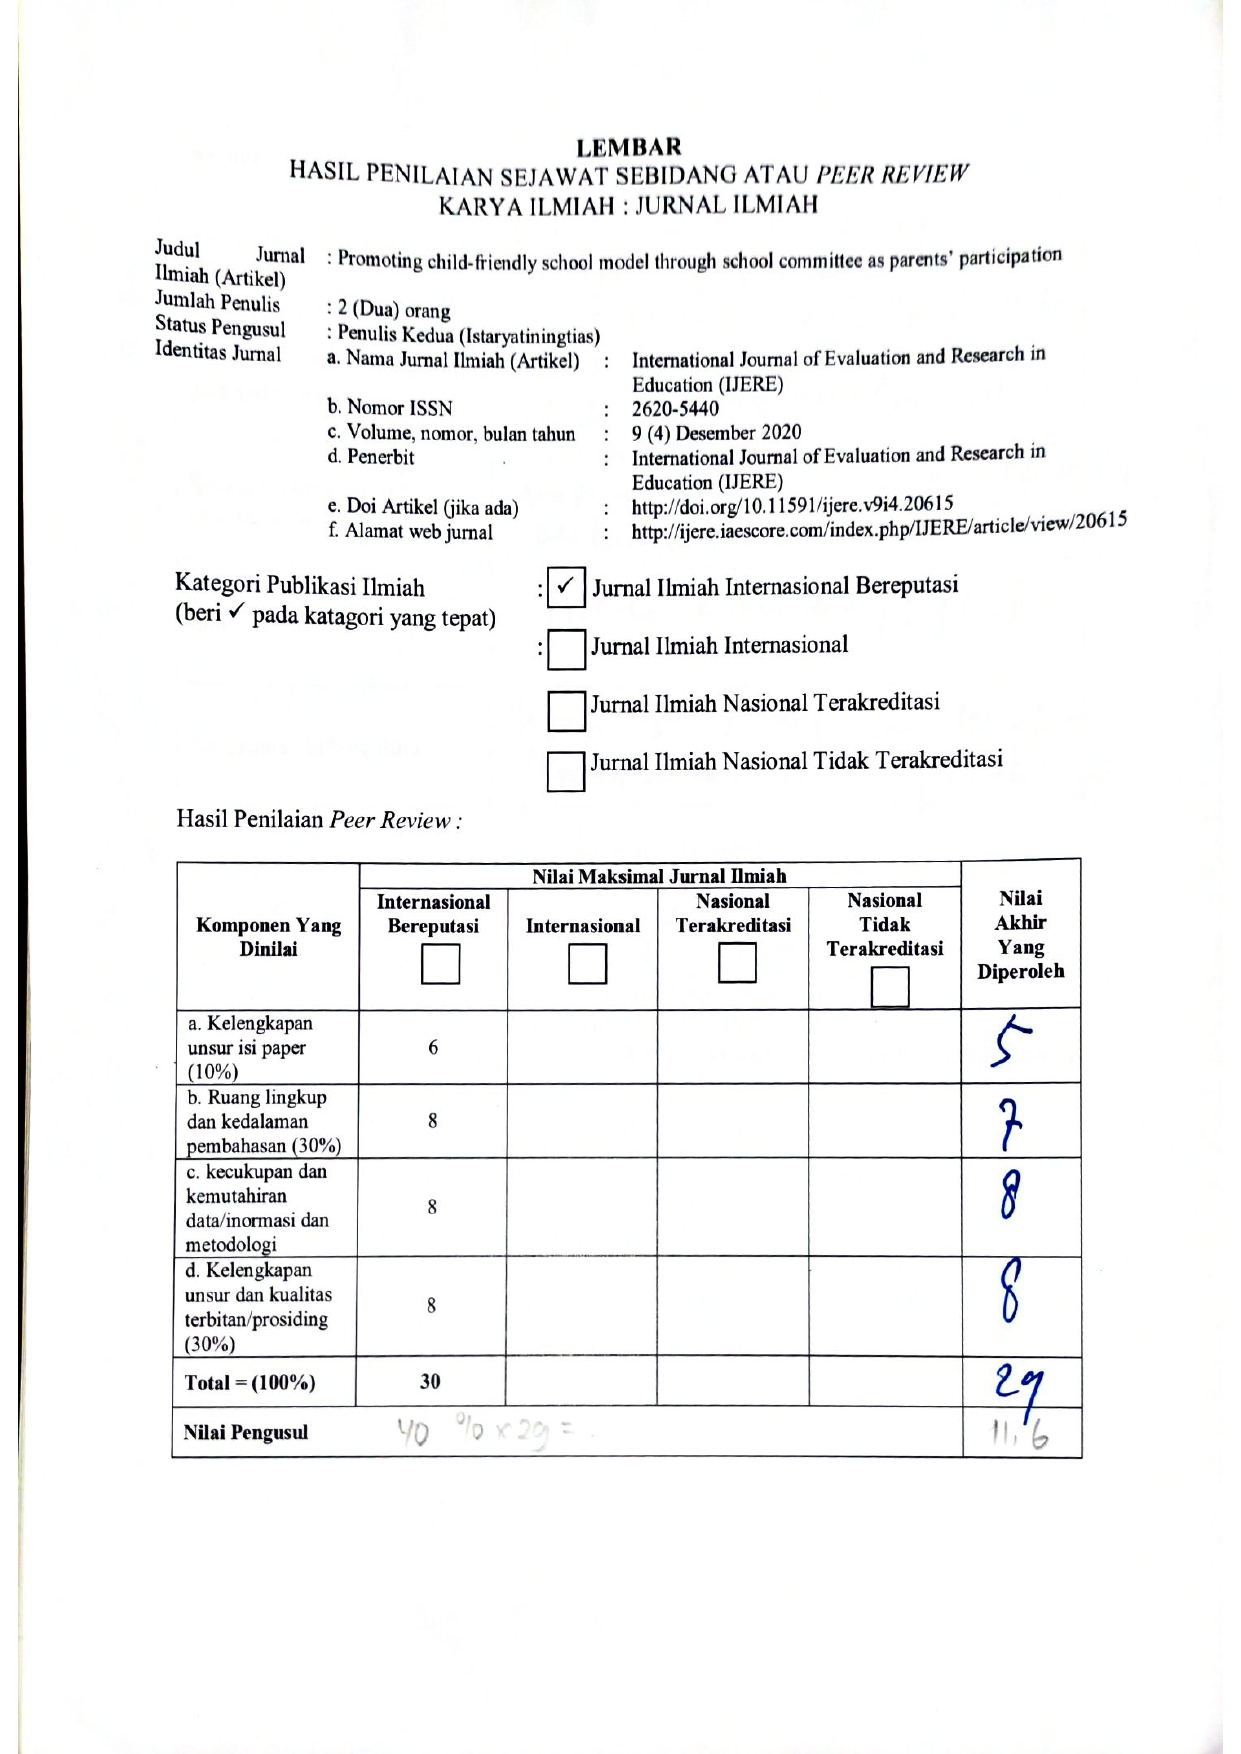 LEMBAR
HASIL PENILAIAN SEJAWAT SEBIDANG ATAU PEER REVIEW
KARYA ILMIAH : JURNAL ILMIAH
Judul Jurnal Ilmiah (Artikel) : Promoting child-friendly school model through school committee as parents' participation
Jumlah Penulis : 2 (Dua) orang
Status Pengusul : Penulis Kedua (Istaryatiningtias)
Identitas Jurnal a. Nama Jurnal Ilmiah (Artikel) : International Journal of Evaluation and Research in
Education (IJERE)
b. Nomor ISSN : 2620-5440
c. Volume, nomor, bulan tahun : 9 (4) Desember 2020
d. Penerbit : International Journal of Evaluation and Research in
Education (IJERE)
e. Doi Artikel (jika ada) : http://doi.org/10.11591/ijere.v9i4.20615
f. Alamat web jurnal : http://ijere.iaescore.com/index.php/IJERE/article/view/20615
Kategori Publikasi Ilmiah : ✓ Jurnal Ilmiah Internasional Bereputasi
(beri ✓ pada katagori yang tepat)
: Jurnal Ilmiah Internasional
Jurnal Ilmiah Nasional Terakreditasi
Jurnal Ilmiah Nasional Tidak Terakreditasi
Hasil Penilaian Peer Review :
Komponen Yang
Dinilai
Nilai Maksimal Jurnal Ilmiah
Internasional
Bereputasi
Internasional
Nasional
Terakreditasi
Nasional
Tidak
Terakreditasi
Nilai
Akhir
Yang
Diperoleh
a. Kelengkapan
unsur isi paper
(10%)
6
5
b. Ruang lingkup
dan kedalaman
pembahasan (30%)
8
7
c. kecukupan dan
kemutahiran
data/inormasi dan
metodologi
8
8
d. Kelengkapan
unsur dan kualitas
terbitan/prosiding
(30%)
8
8
Total = (100%) 30 29
Nilai Pengusul 40 % x 29 = 11,6